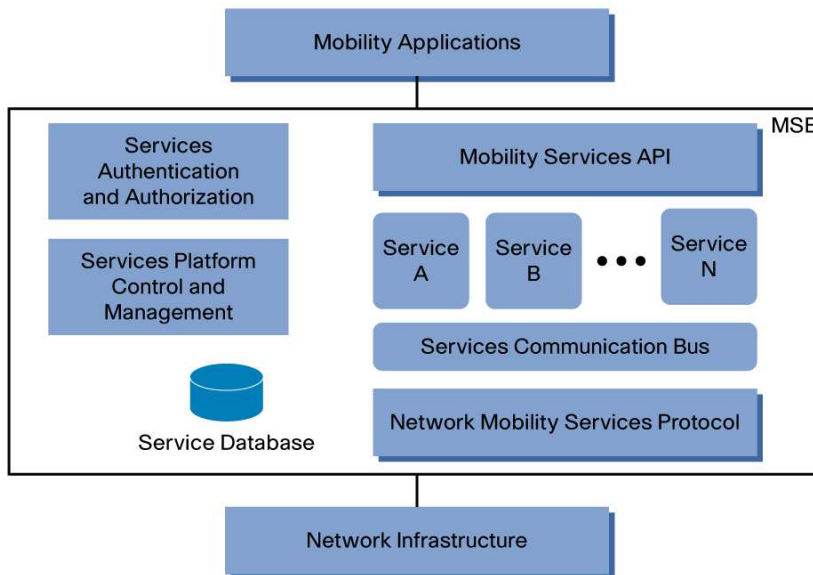 Mobility Applications
MSE
Services
Authentication
and Authorization
Mobility Services API
Services Platform
Control and
Management
Service
A
Service
B
Service
N
Services Communication Bus
Service Database
Network Mobility Services Protocol
Network Infrastructure